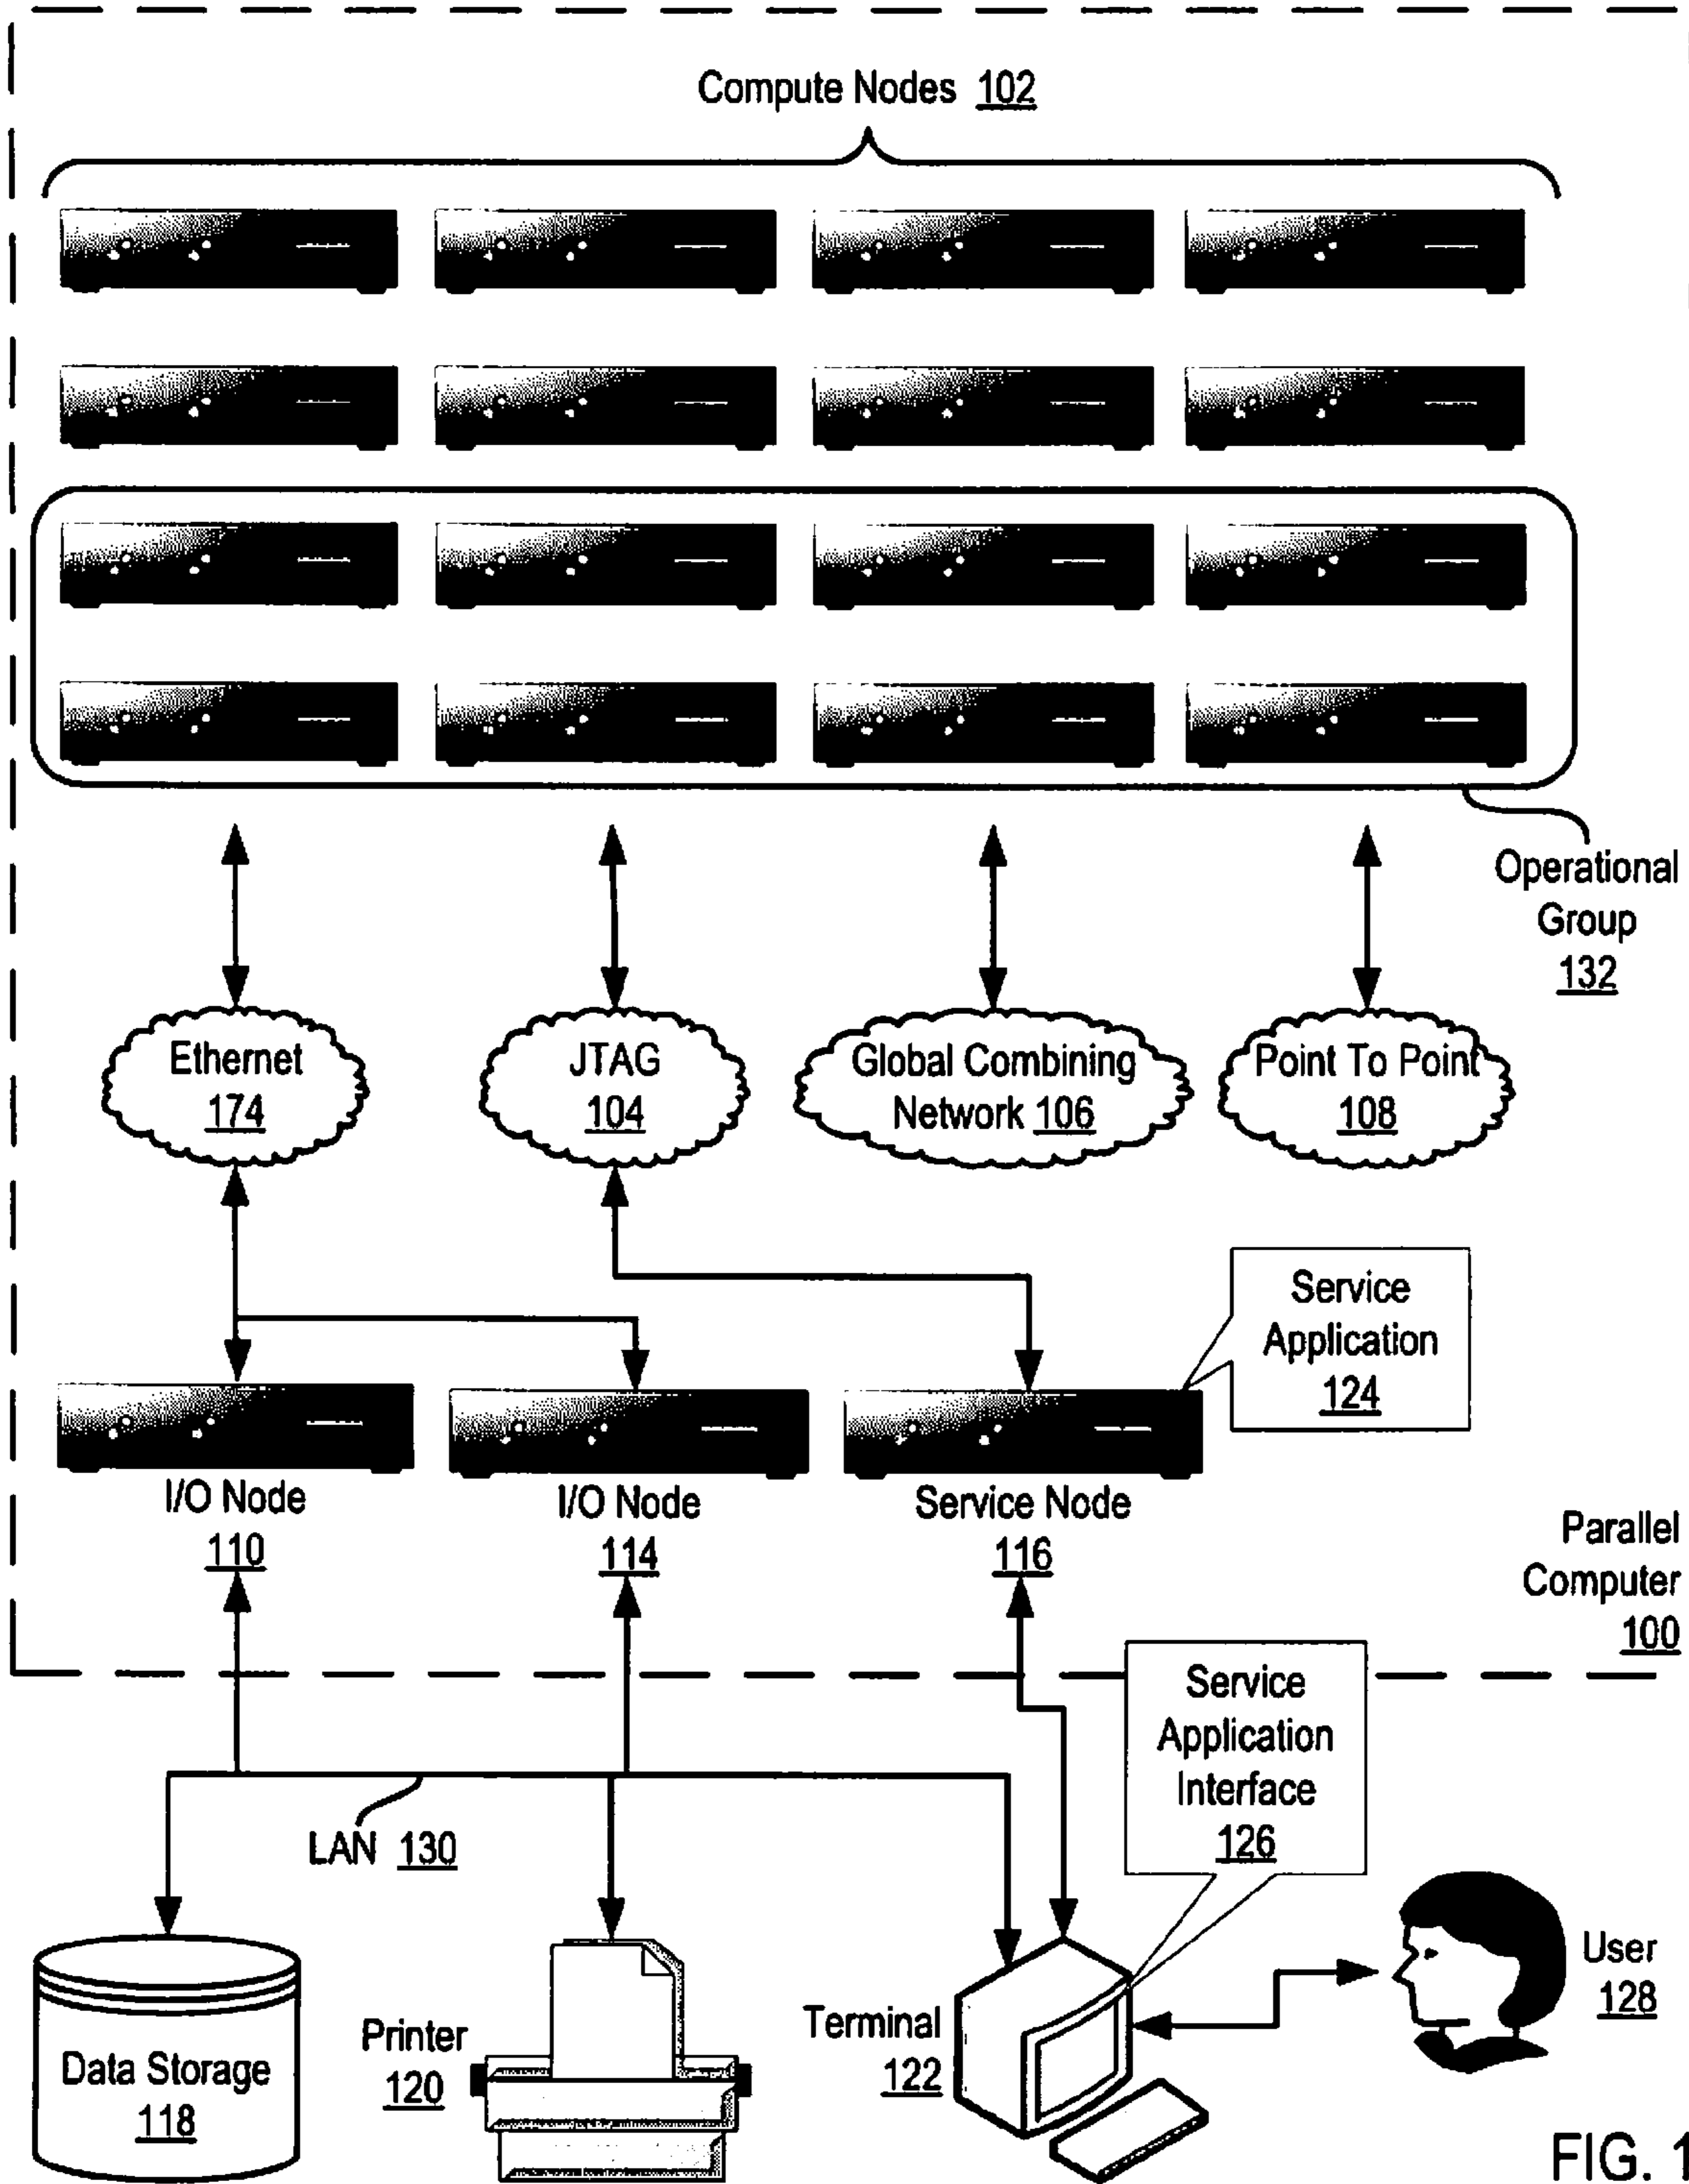 Compute Nodes 102
Operational
Group
132
Ethernet
174
JTAG
104
Global Combining
Network 106
Point To Point
108
Service
Application
124
I/O Node
110
I/O Node
114
Service Node
116
Parallel
Computer
100
Service
Application
Interface
126
LAN 130
Data Storage
118
Printer
120
Terminal
122
User
128
FIG. 1